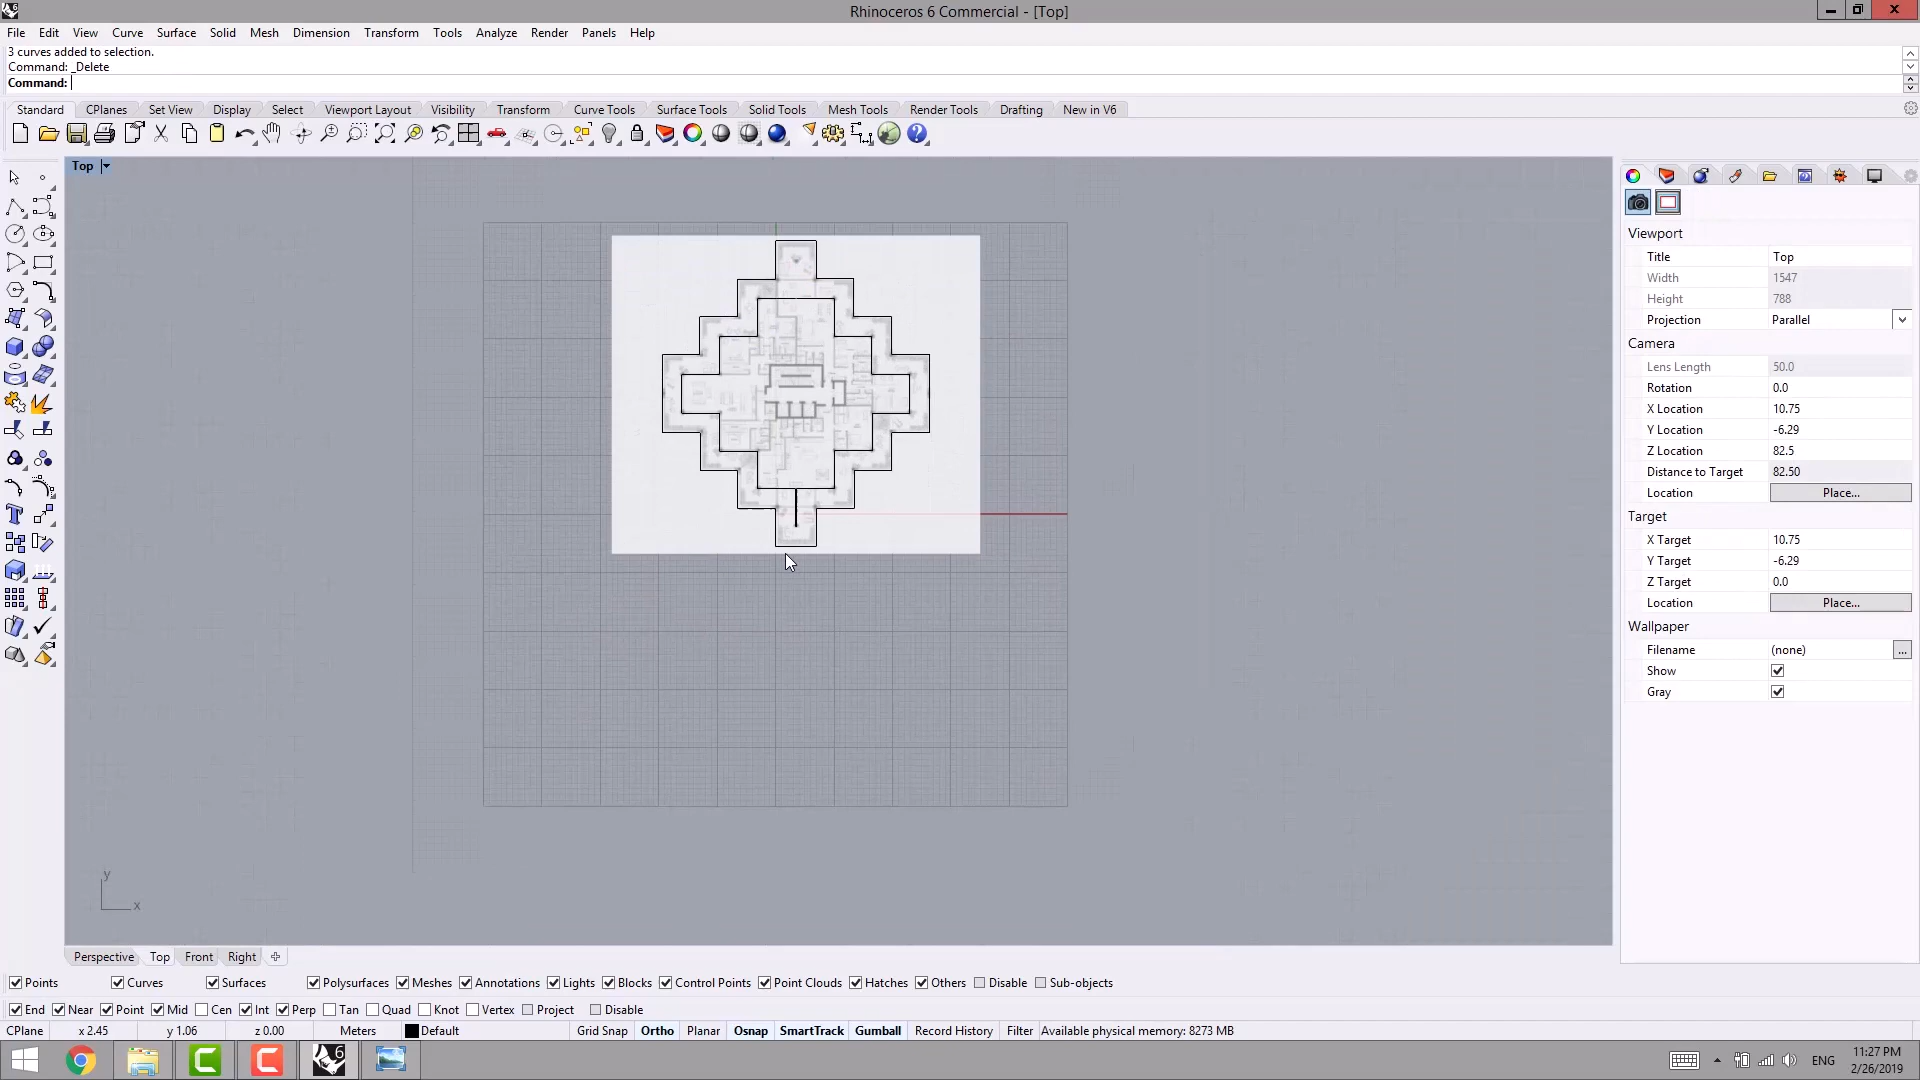 Rhinoceros 6 Commercial - [Top]
File Edit View Curve Surface Solid Mesh Dimension Transform Tools Analyze Render Panels Help
3 curves added to selection.
Command: _Delete
Command:
Standard CPlanes Set View Display Select Viewport Layout Visibility Transform Curve Tools Surface Tools Solid Tools Mesh Tools Render Tools Drafting New in V6
Top
Viewport
Title Top
Width 1547
Height 788
Projection Parallel
Camera
Lens Length 50.0
Rotation 0.0
X Location 10.75
Y Location -6.29
Z Location 82.5
Distance to Target 82.50
Location Place...
Target
X Target 10.75
Y Target -6.29
Z Target 0.0
Location Place...
Wallpaper
Filename (none) ...
Show
Gray
y
x
Perspective Top Front Right
Points Curves Surfaces Polysurfaces Meshes Annotations Lights Blocks Control Points Point Clouds Hatches Others Disable Sub-objects
End Near Point Mid Cen Int Perp Tan Quad Knot Vertex Project Disable
CPlane x 2.45 y 1.06 z 0.00 Meters Default Grid Snap Ortho Planar Osnap SmartTrack Gumball Record History Filter Available physical memory: 8273 MB
6
ENG
11:27 PM
2/26/2019